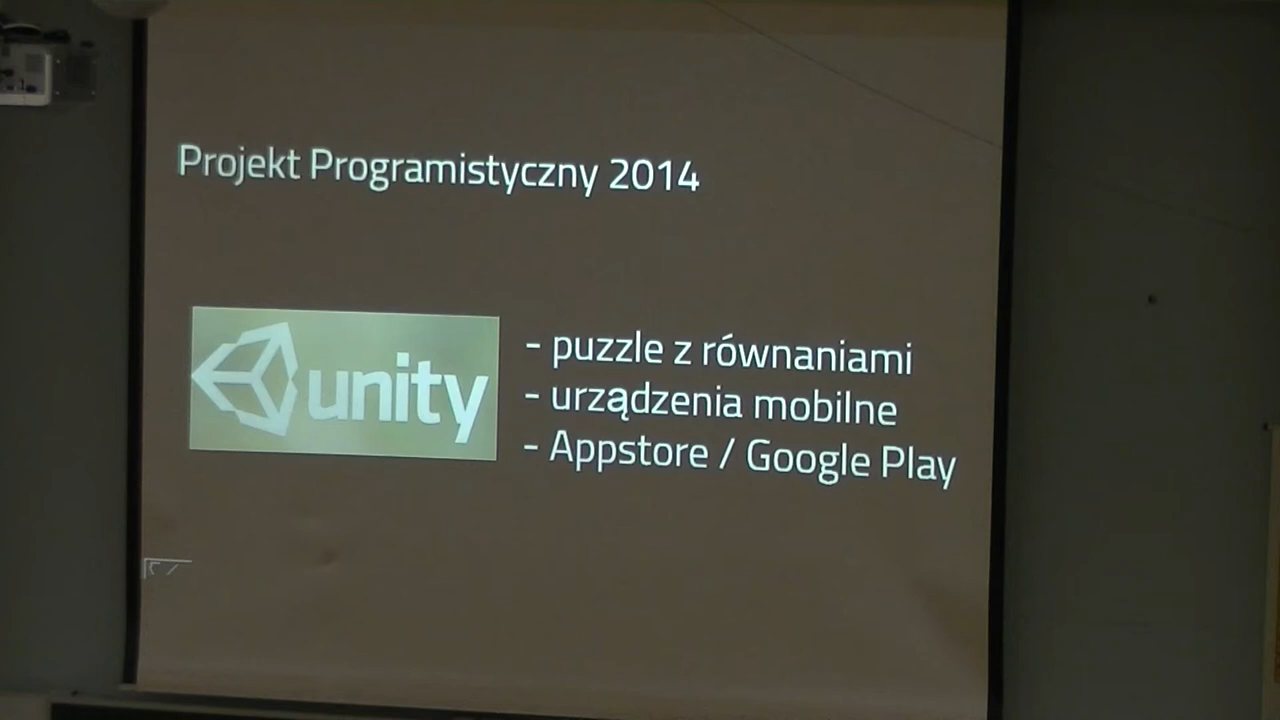 Projekt Programistyczny 2014
unity
- puzzle z równaniami
- urządzenia mobilne
- Appstore / Google Play